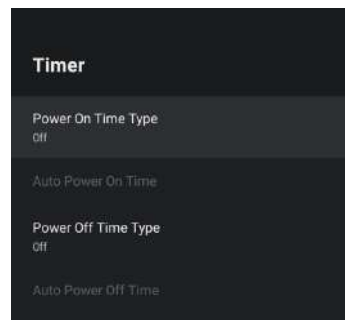 Timer
Power On Time Type
Off
Auto Power On Time
Power Off Time Type
Off
Auto Power Off Time